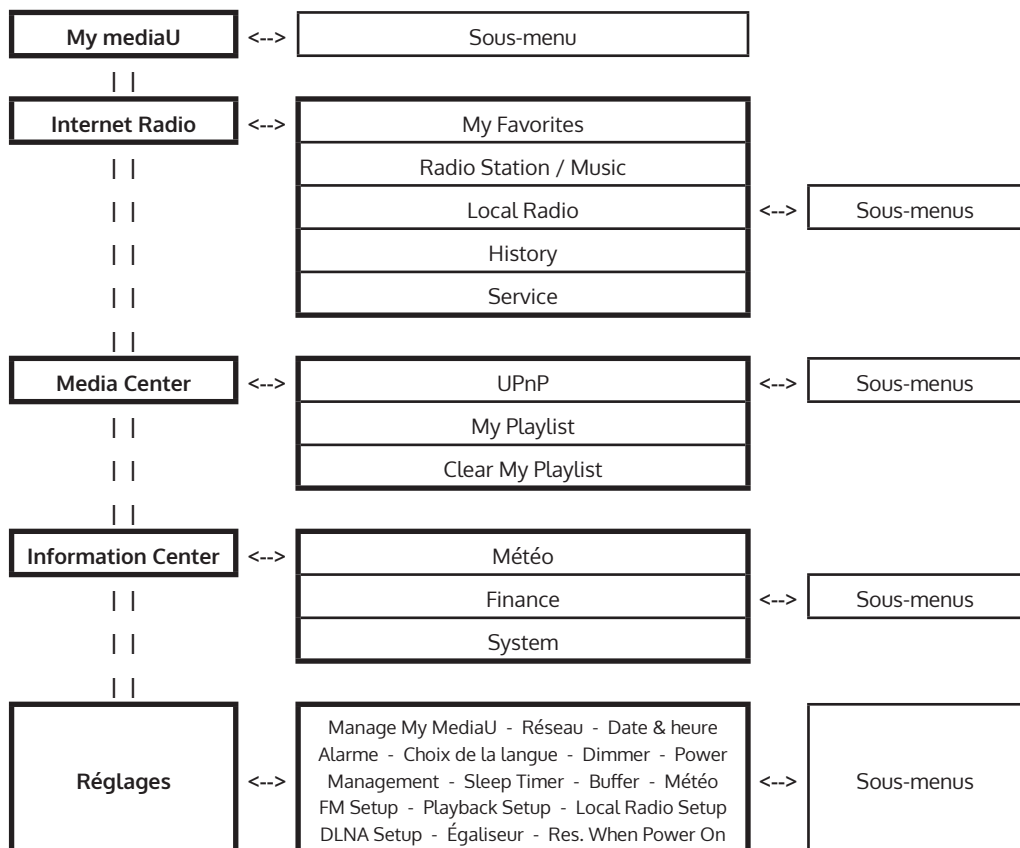 My mediaU <--> Sous-menu
| |
Internet Radio <--> My Favorites
| | Radio Station / Music
| | Local Radio <--> Sous-menus
| | History
| | Service
| |
Media Center <--> UPnP <--> Sous-menus
| | My Playlist
| | Clear My Playlist
| |
Information Center <--> Météo
| | Finance <--> Sous-menus
| | System
| |
Réglages <--> Manage My MediaU - Réseau - Date & heure
Alarme - Choix de la langue - Dimmer - Power
Management - Sleep Timer - Buffer - Météo <--> Sous-menus
FM Setup - Playback Setup - Local Radio Setup
DLNA Setup - Égaliseur - Res. When Power On